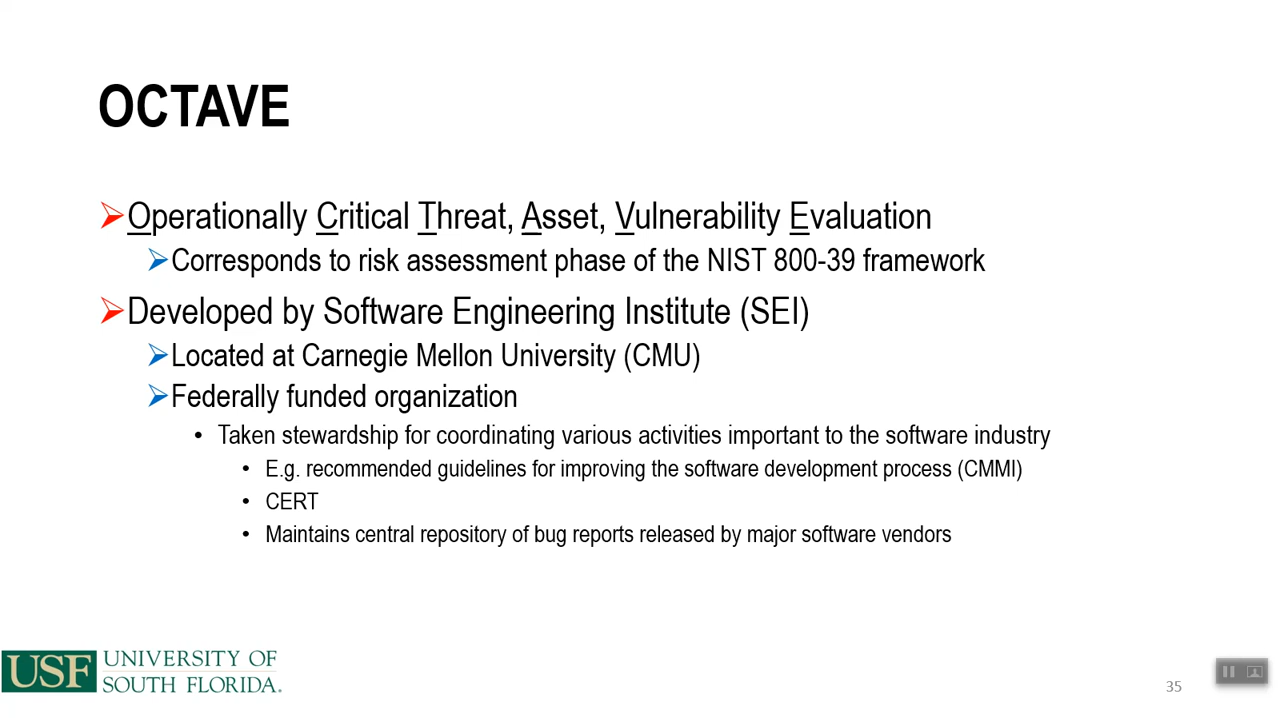 OCTAVE
Operationally Critical Threat, Asset, Vulnerability Evaluation
Corresponds to risk assessment phase of the NIST 800-39 framework
Developed by Software Engineering Institute (SEI)
Located at Carnegie Mellon University (CMU)
Federally funded organization
• Taken stewardship for coordinating various activities important to the software industry
• E.g. recommended guidelines for improving the software development process (CMMI)
• CERT
• Maintains central repository of bug reports released by major software vendors
USF UNIVERSITY OF
SOUTH FLORIDA.
35